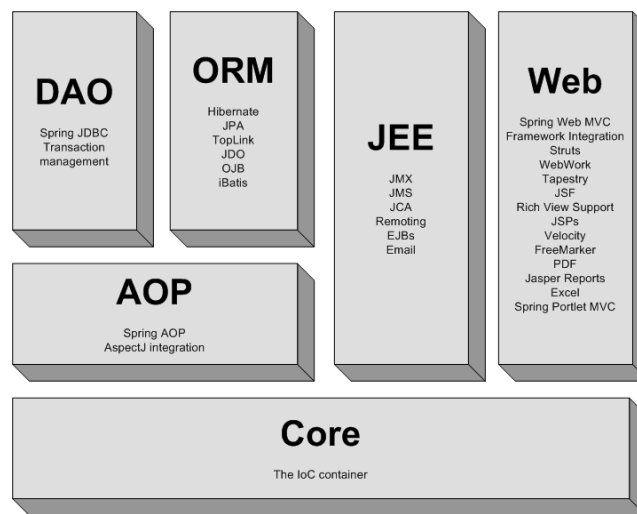 DAO
Spring JDBC
Transaction
management
ORM
Hibernate
JPA
TopLink
JDO
OJB
iBatis
JEE
JMX
JMS
JCA
Remoting
EJBs
Email
Web
Spring Web MVC
Framework Integration
Struts
WebWork
Tapestry
JSF
Rich View Support
JSPs
Velocity
FreeMarker
PDF
Jasper Reports
Excel
Spring Portlet MVC
AOP
Spring AOP
AspectJ integration
Core
The IoC container